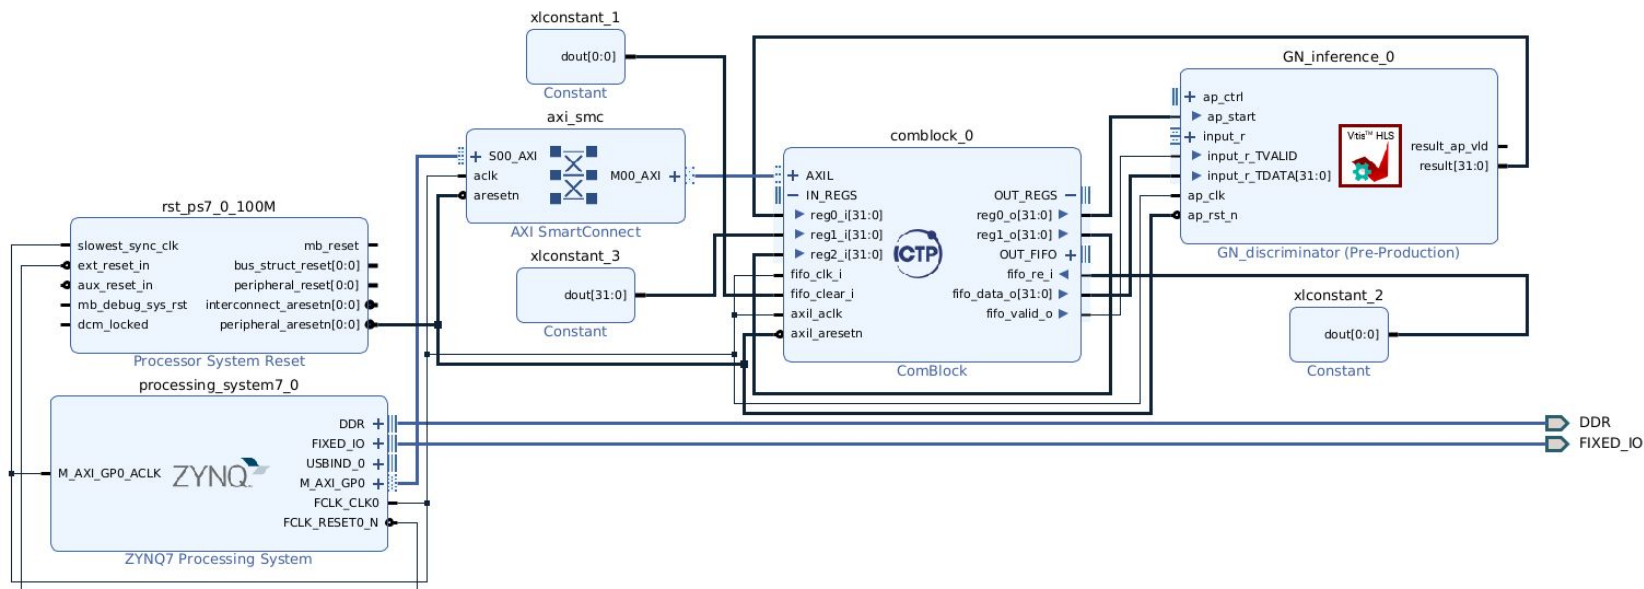 xlconstant_1
dout[0:0]
Constant
axi_smc
S00_AXI
aclk
aresetn
M00_AXI
AXI SmartConnect
xlconstant_3
dout[31:0]
Constant
rst_ps7_0_100M
slowest_sync_clk
ext_reset_in
aux_reset_in
mb_debug_sys_rst
dcm_locked
mb_reset
bus_struct_reset[0:0]
peripheral_reset[0:0]
interconnect_aresetn[0:0]
peripheral_aresetn[0:0]
Processor System Reset
processing_system7_0
M_AXI_GP0_ACLK
ZYNQ
DDR
FIXED_IO
USBIND_0
M_AXI_GP0
FCLK_CLK0
FCLK_RESET0_N
ZYNQ7 Processing System
comblock_0
AXIL
IN_REGS
reg0_i[31:0]
reg1_i[31:0]
reg2_i[31:0]
fifo_clk_i
fifo_clear_i
axil_aclk
axil_aresetn
ICTP
OUT_REGS
reg0_o[31:0]
reg1_o[31:0]
OUT_FIFO
fifo_re_i
fifo_data_o[31:0]
fifo_valid_o
ComBlock
GN_inference_0
ap_ctrl
ap_start
input_r
input_r_TVALID
input_r_TDATA[31:0]
ap_clk
ap_rst_n
Vitis™ HLS
result_ap_vld
result[31:0]
GN_discriminator (Pre-Production)
xlconstant_2
dout[0:0]
Constant
DDR
FIXED_IO